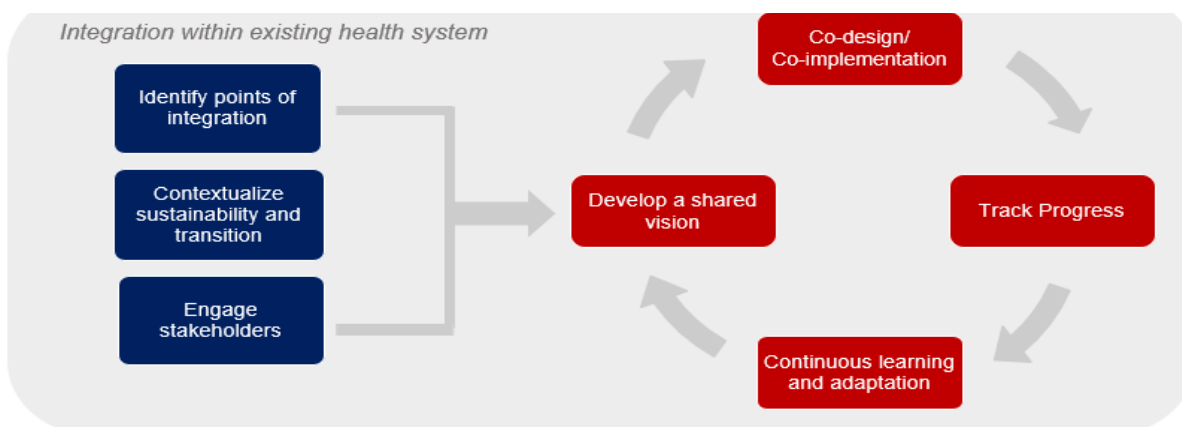 Integration within existing health system
Identify points of
integration
Contextualize
sustainability and
transition
Engage
stakeholders
Develop a shared
vision
Co-design/
Co-implementation
Track Progress
Continuous learning
and adaptation